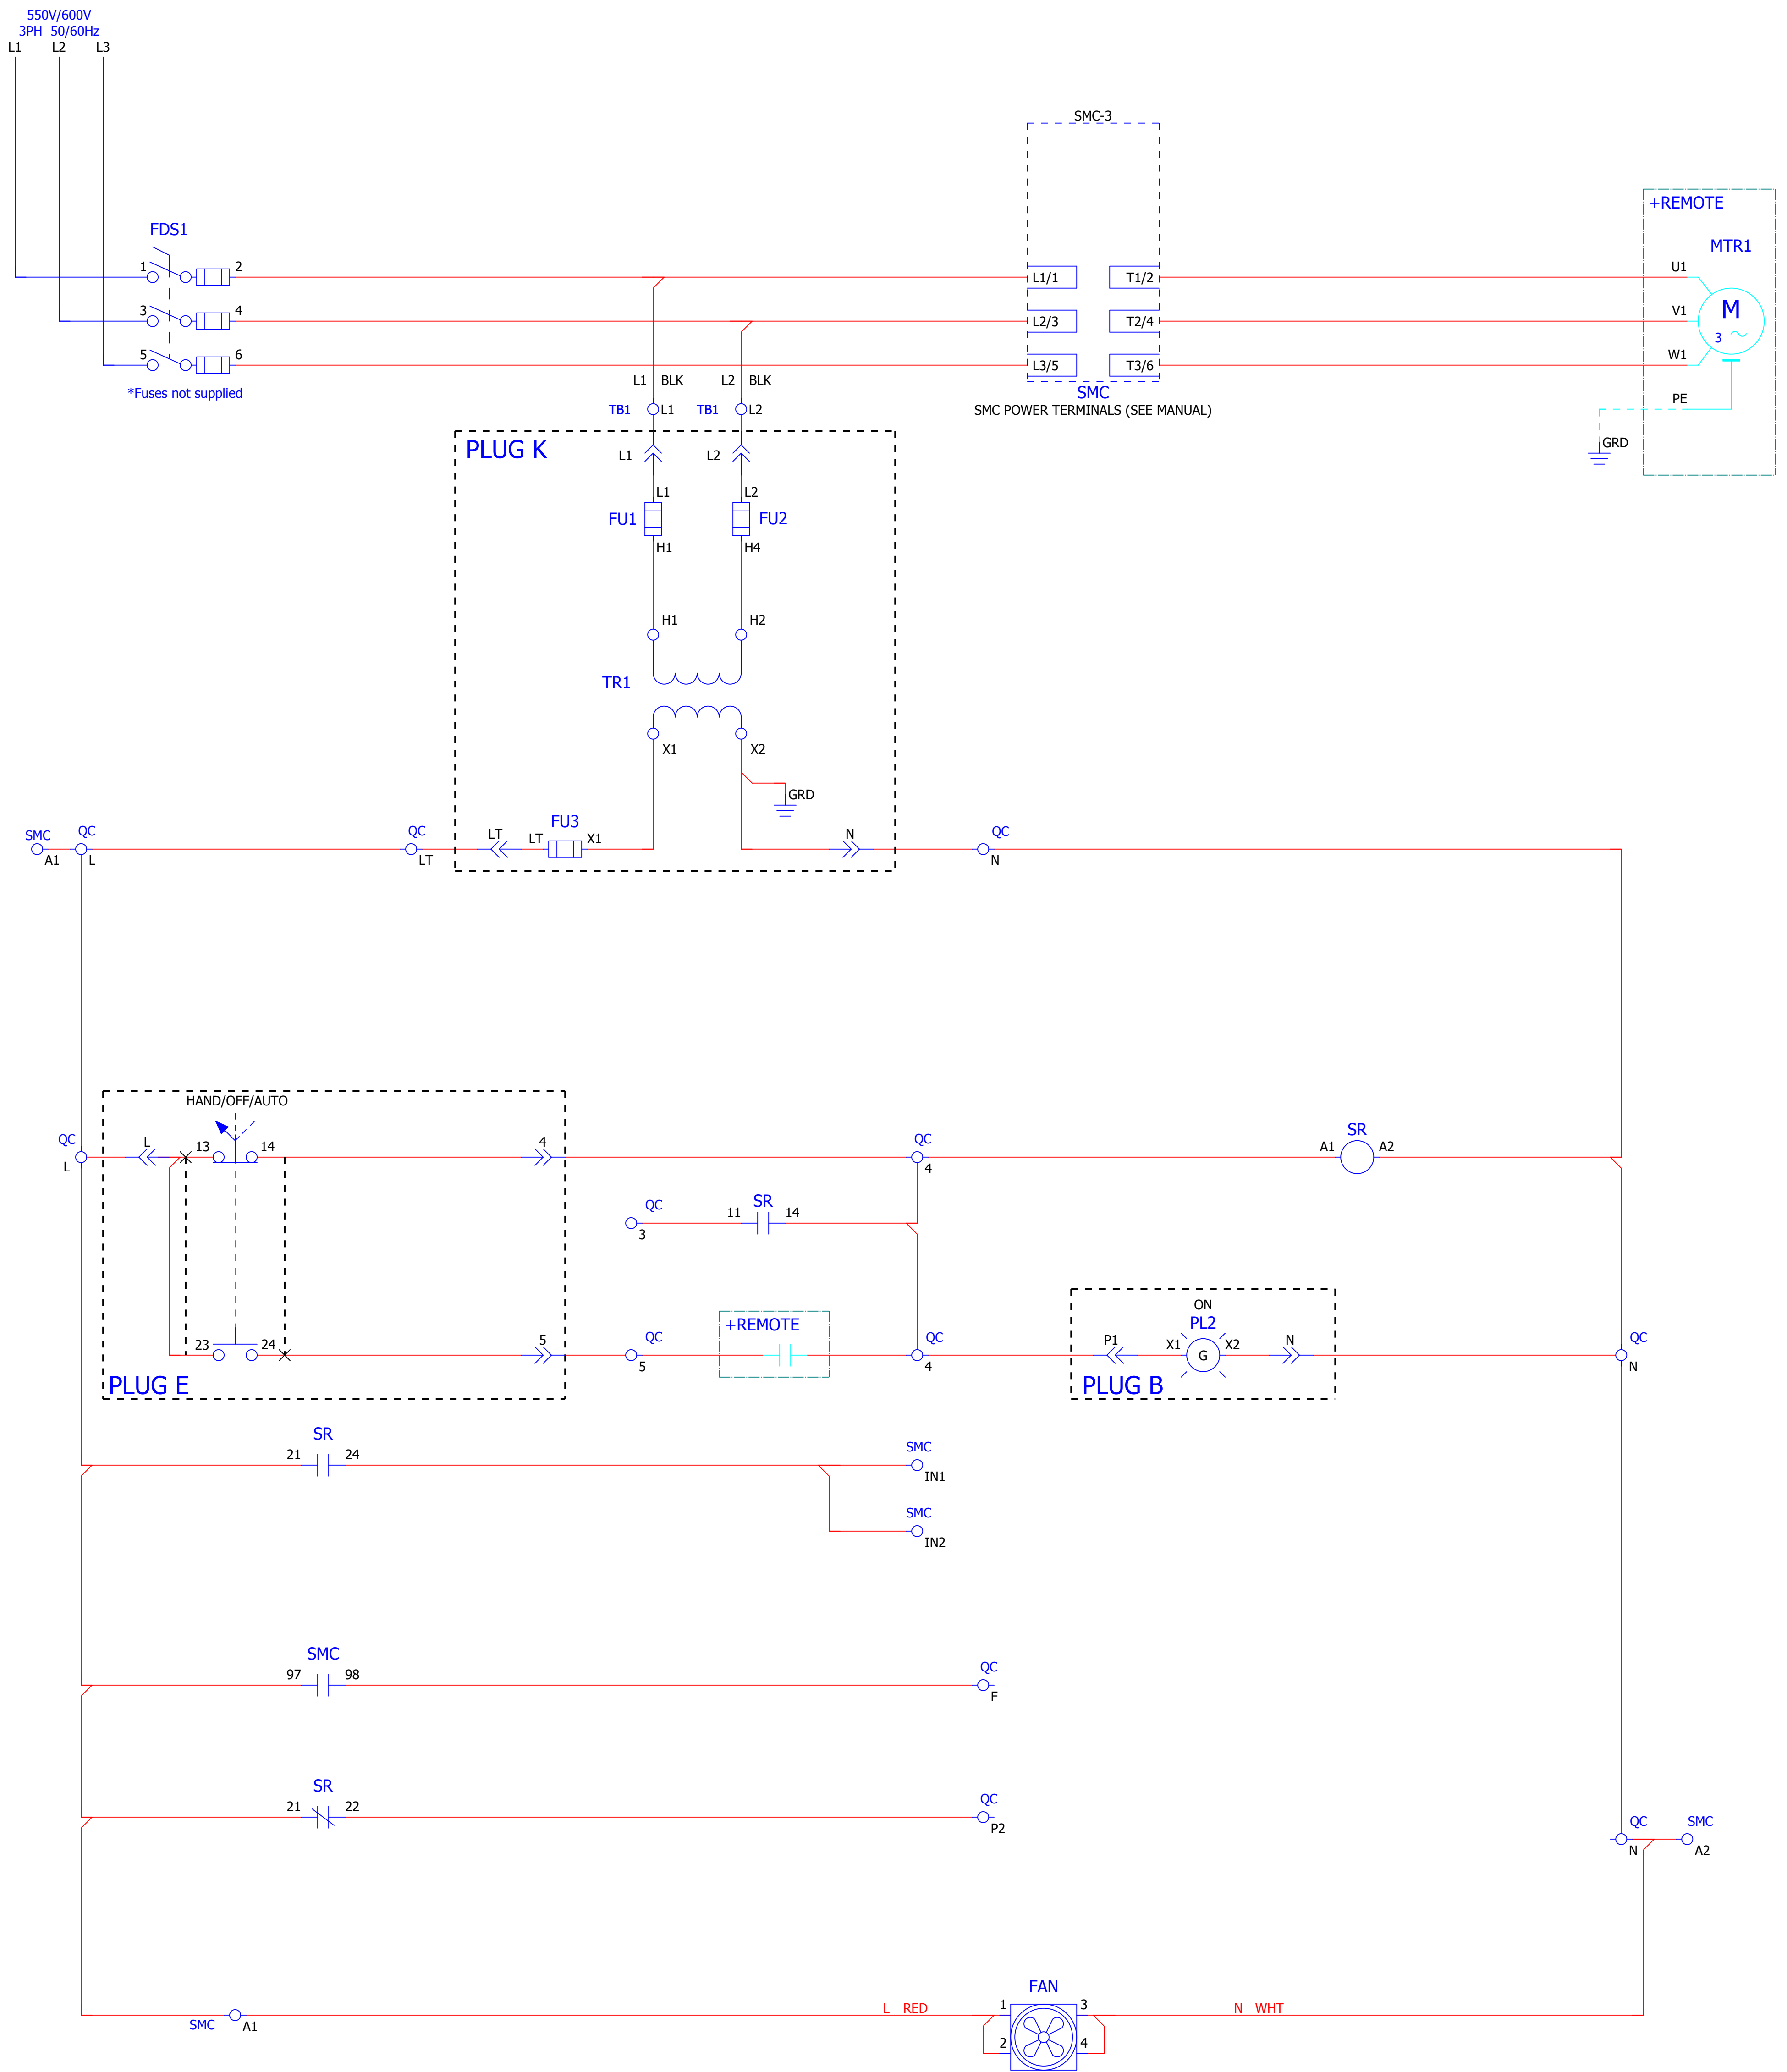 550V/600V
3PH 50/60Hz
L1 L2 L3
SMC-3
+REMOTE
FDS1
MTR1
1 2 L1/1 T1/2 U1
3 4 L2/3 T2/4 V1
M
3
5 6 L3/5 T3/6 W1
*Fuses not supplied
L1 BLK L2 BLK
SMC
PE
TB1 L1 TB1 L2
SMC POWER TERMINALS (SEE MANUAL)
GRD
PLUG K
L1 L2
L1 L2
FU1 FU2
H1 H4
H1 H2
TR1
X1 X2
GRD
FU3
SMC QC QC LT LT X1 N QC
A1 L LT N
HAND/OFF/AUTO
QC L 13 14 4 QC SR
A1 A2
L 4
QC SR
11 14
3
ON
+REMOTE PL2
23 24 5 QC QC P1 X1 X2 N QC
G
5 4 N
PLUG E PLUG B
SR
21 24 SMC
IN1
SMC
IN2
SMC
97 98 QC
F
SR
21 22 QC
P2
QC SMC
N A2
FAN
L RED 1 3 N WHT
SMC A1
2 4